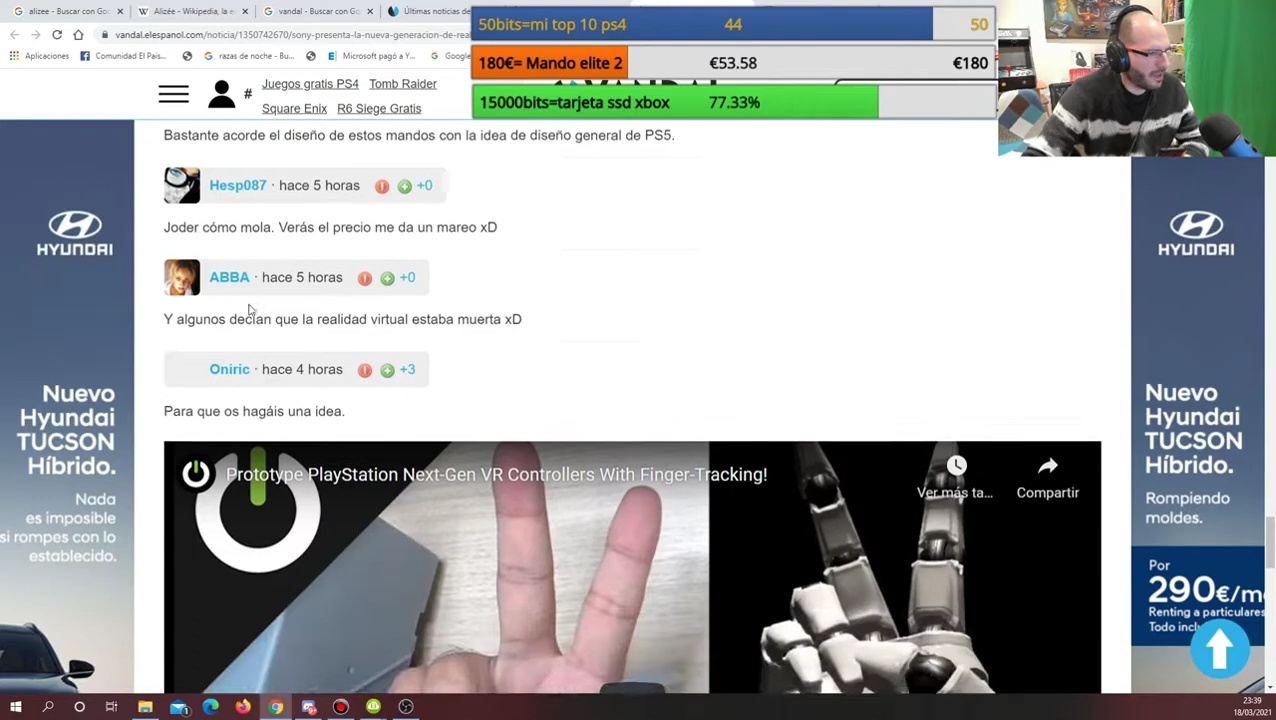 alizee - Buscar con Goo
Alizée - Wikipedia, la en
vandal - Buscar con Goo
Últimas noticias de
vandal.elespanol.com/noticia/1350742670/sony-presenta-la-nueva-generacion-de-real
Aplicaciones
Comunidad El Pais...
razas de noche - Bu...
Microsoft pagó a Y...
Google
50bits=mi top 10 ps4 44 50
180€= Mando elite 2 €53.58 €180
15000bits=tarjeta ssd xbox 77.33%
#
Juegos gratis PS4 Tomb Raider
Square Enix R6 Siege Gratis
Bastante acorde el diseño de estos mandos con la idea de diseño general de PS5.
Hesp087 · hace 5 horas +0
Joder cómo mola. Verás el precio me da un mareo xD
ABBA · hace 5 horas +0
Y algunos decían que la realidad virtual estaba muerta xD
Oniric · hace 4 horas +3
Para que os hagáis una idea.
Prototype PlayStation Next-Gen VR Controllers With Finger-Tracking!
Ver más ta...
Compartir
HYUNDAI
Nuevo
Hyundai
TUCSON
Híbrido.
Nada
es imposible
si rompes con lo
establecido.
HYUNDAI
Nuevo
Hyundai
TUCSON
Híbrido.
Rompiendo
moldes.
Por
290€/m
Renting a particulares
Todo inclu
23:39
18/03/2021